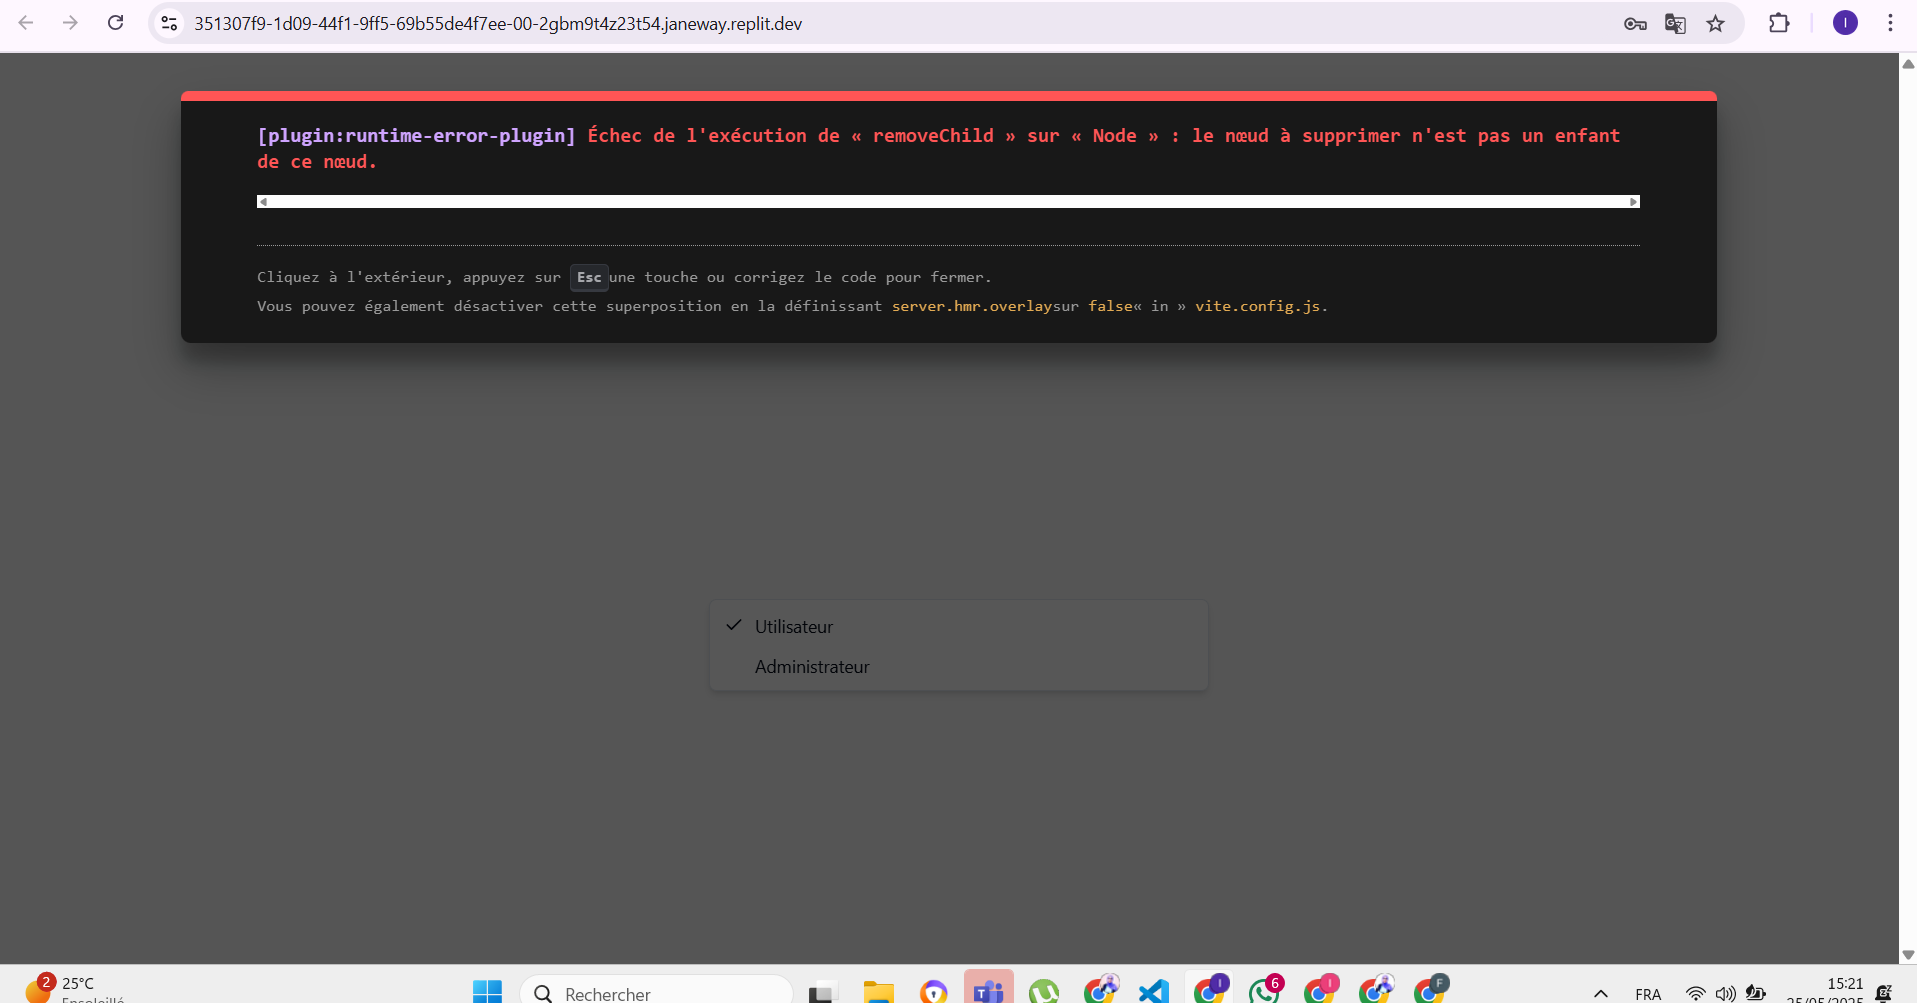 351307f9-1d09-44f1-9ff5-69b55de4f7ee-00-2gbm9t4z23t54.janeway.replit.dev
I
[plugin:runtime-error-plugin] Échec de l'exécution de « removeChild » sur « Node » : le nœud à supprimer n'est pas un enfant
de ce nœud.
Cliquez à l'extérieur, appuyez sur Esc une touche ou corrigez le code pour fermer.
Vous pouvez également désactiver cette superposition en la définissant server.hmr.overlaysur false« in » vite.config.js.
Utilisateur
Administrateur
2
25°C
Ensoleillé
Rechercher
T
I
6
I
F
FRA
15:21
25/05/2025